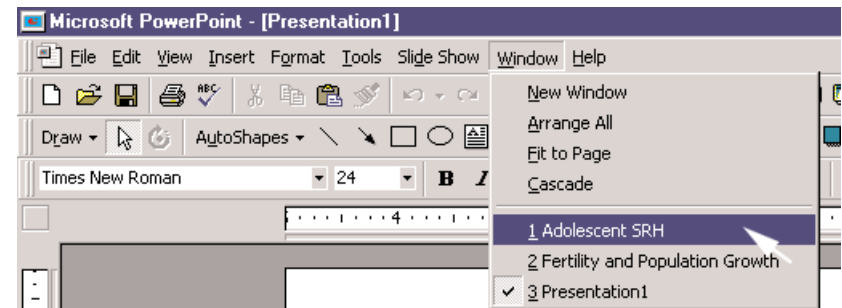 Microsoft PowerPoint - [Presentation1]
File Edit View Insert Format Tools Slide Show Window Help
ABC
New Window
Draw AutoShapes
Arrange All
Fit to Page
Times New Roman 24 B I
Cascade
4
1 Adolescent SRH
2 Fertility and Population Growth
3 Presentation1